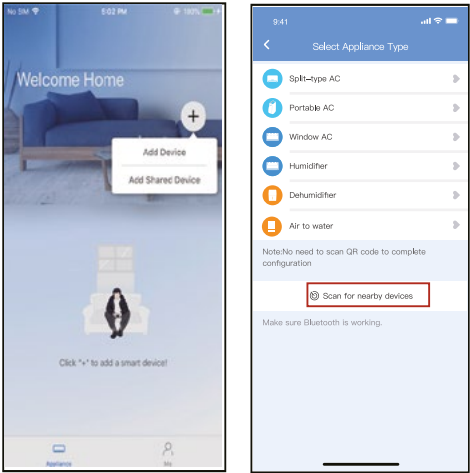 No SIM 5:02 PM 100%
Welcome Home
+
Add Device
Add Shared Device
Click "+" to add a smart device!
Appliance Me
9:41
Select Appliance Type
Split-type AC
Portable AC
Window AC
Humidifier
Dehumidifier
Air to water
Note:No need to scan QR code to complete
configuration
Scan for nearby devices
Make sure Bluetooth is working.